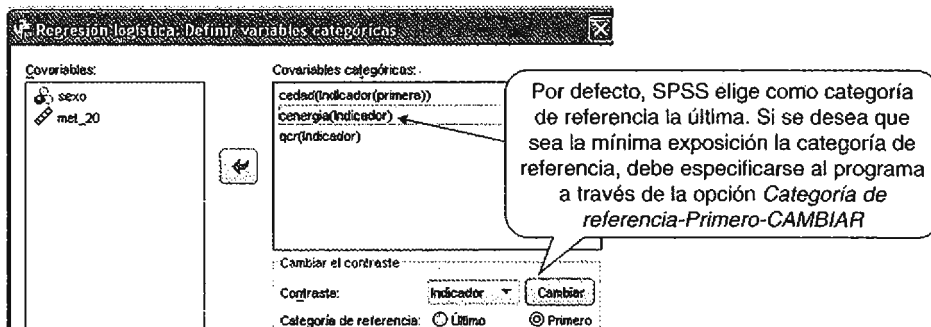 Regresión logística: Definir variables categóricas
Covariables:
sexo
met_20
Covariables categóricas:
cedad(Indicador(primera))
cenergia(Indicador)
qcr(Indicador)
Por defecto, SPSS elige como categoría
de referencia la última. Si se desea que
sea la mínima exposición la categoría de
referencia, debe especificarse al programa
a través de la opción Categoría de
referencia-Primero-CAMBIAR
Cambiar el contraste
Contraste: Indicador Cambiar
Categoría de referencia: Último Primero